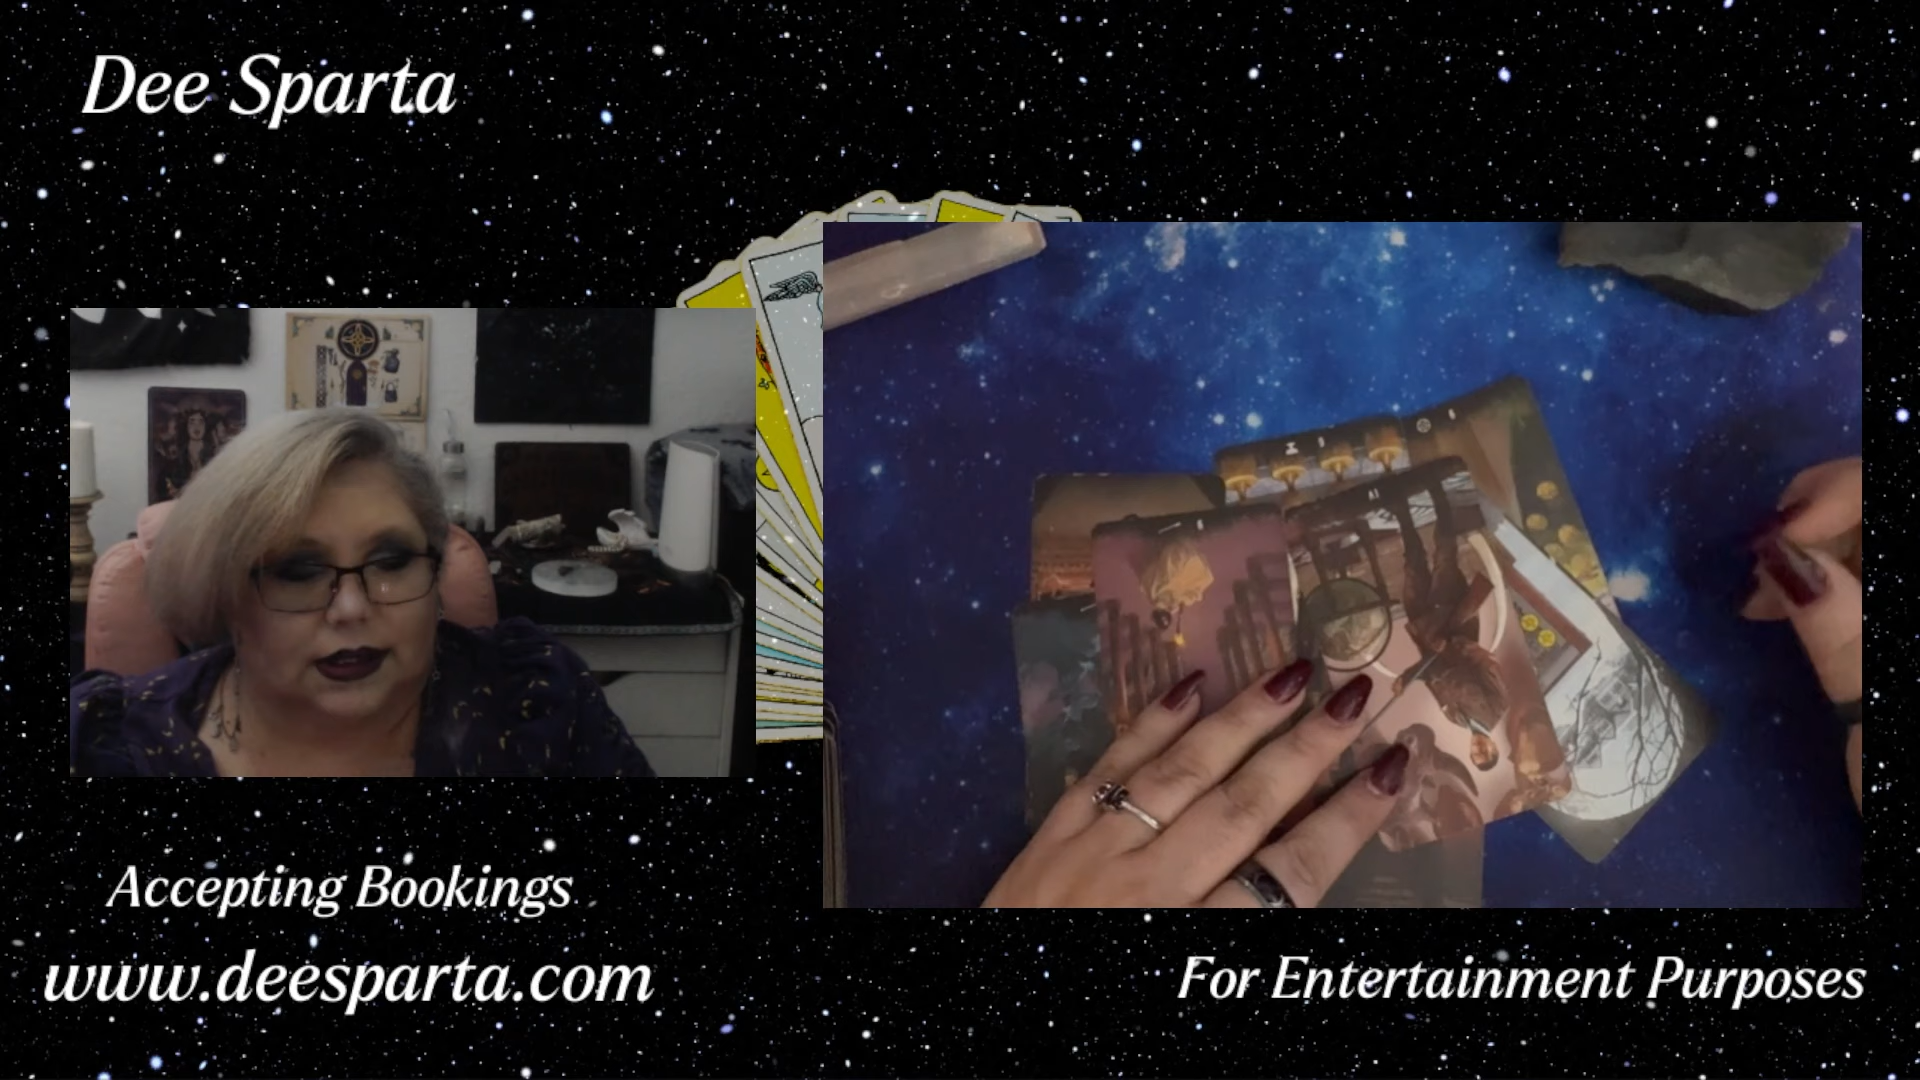 Dee Sparta
Accepting Bookings
www.deesparta.com
For Entertainment Purposes